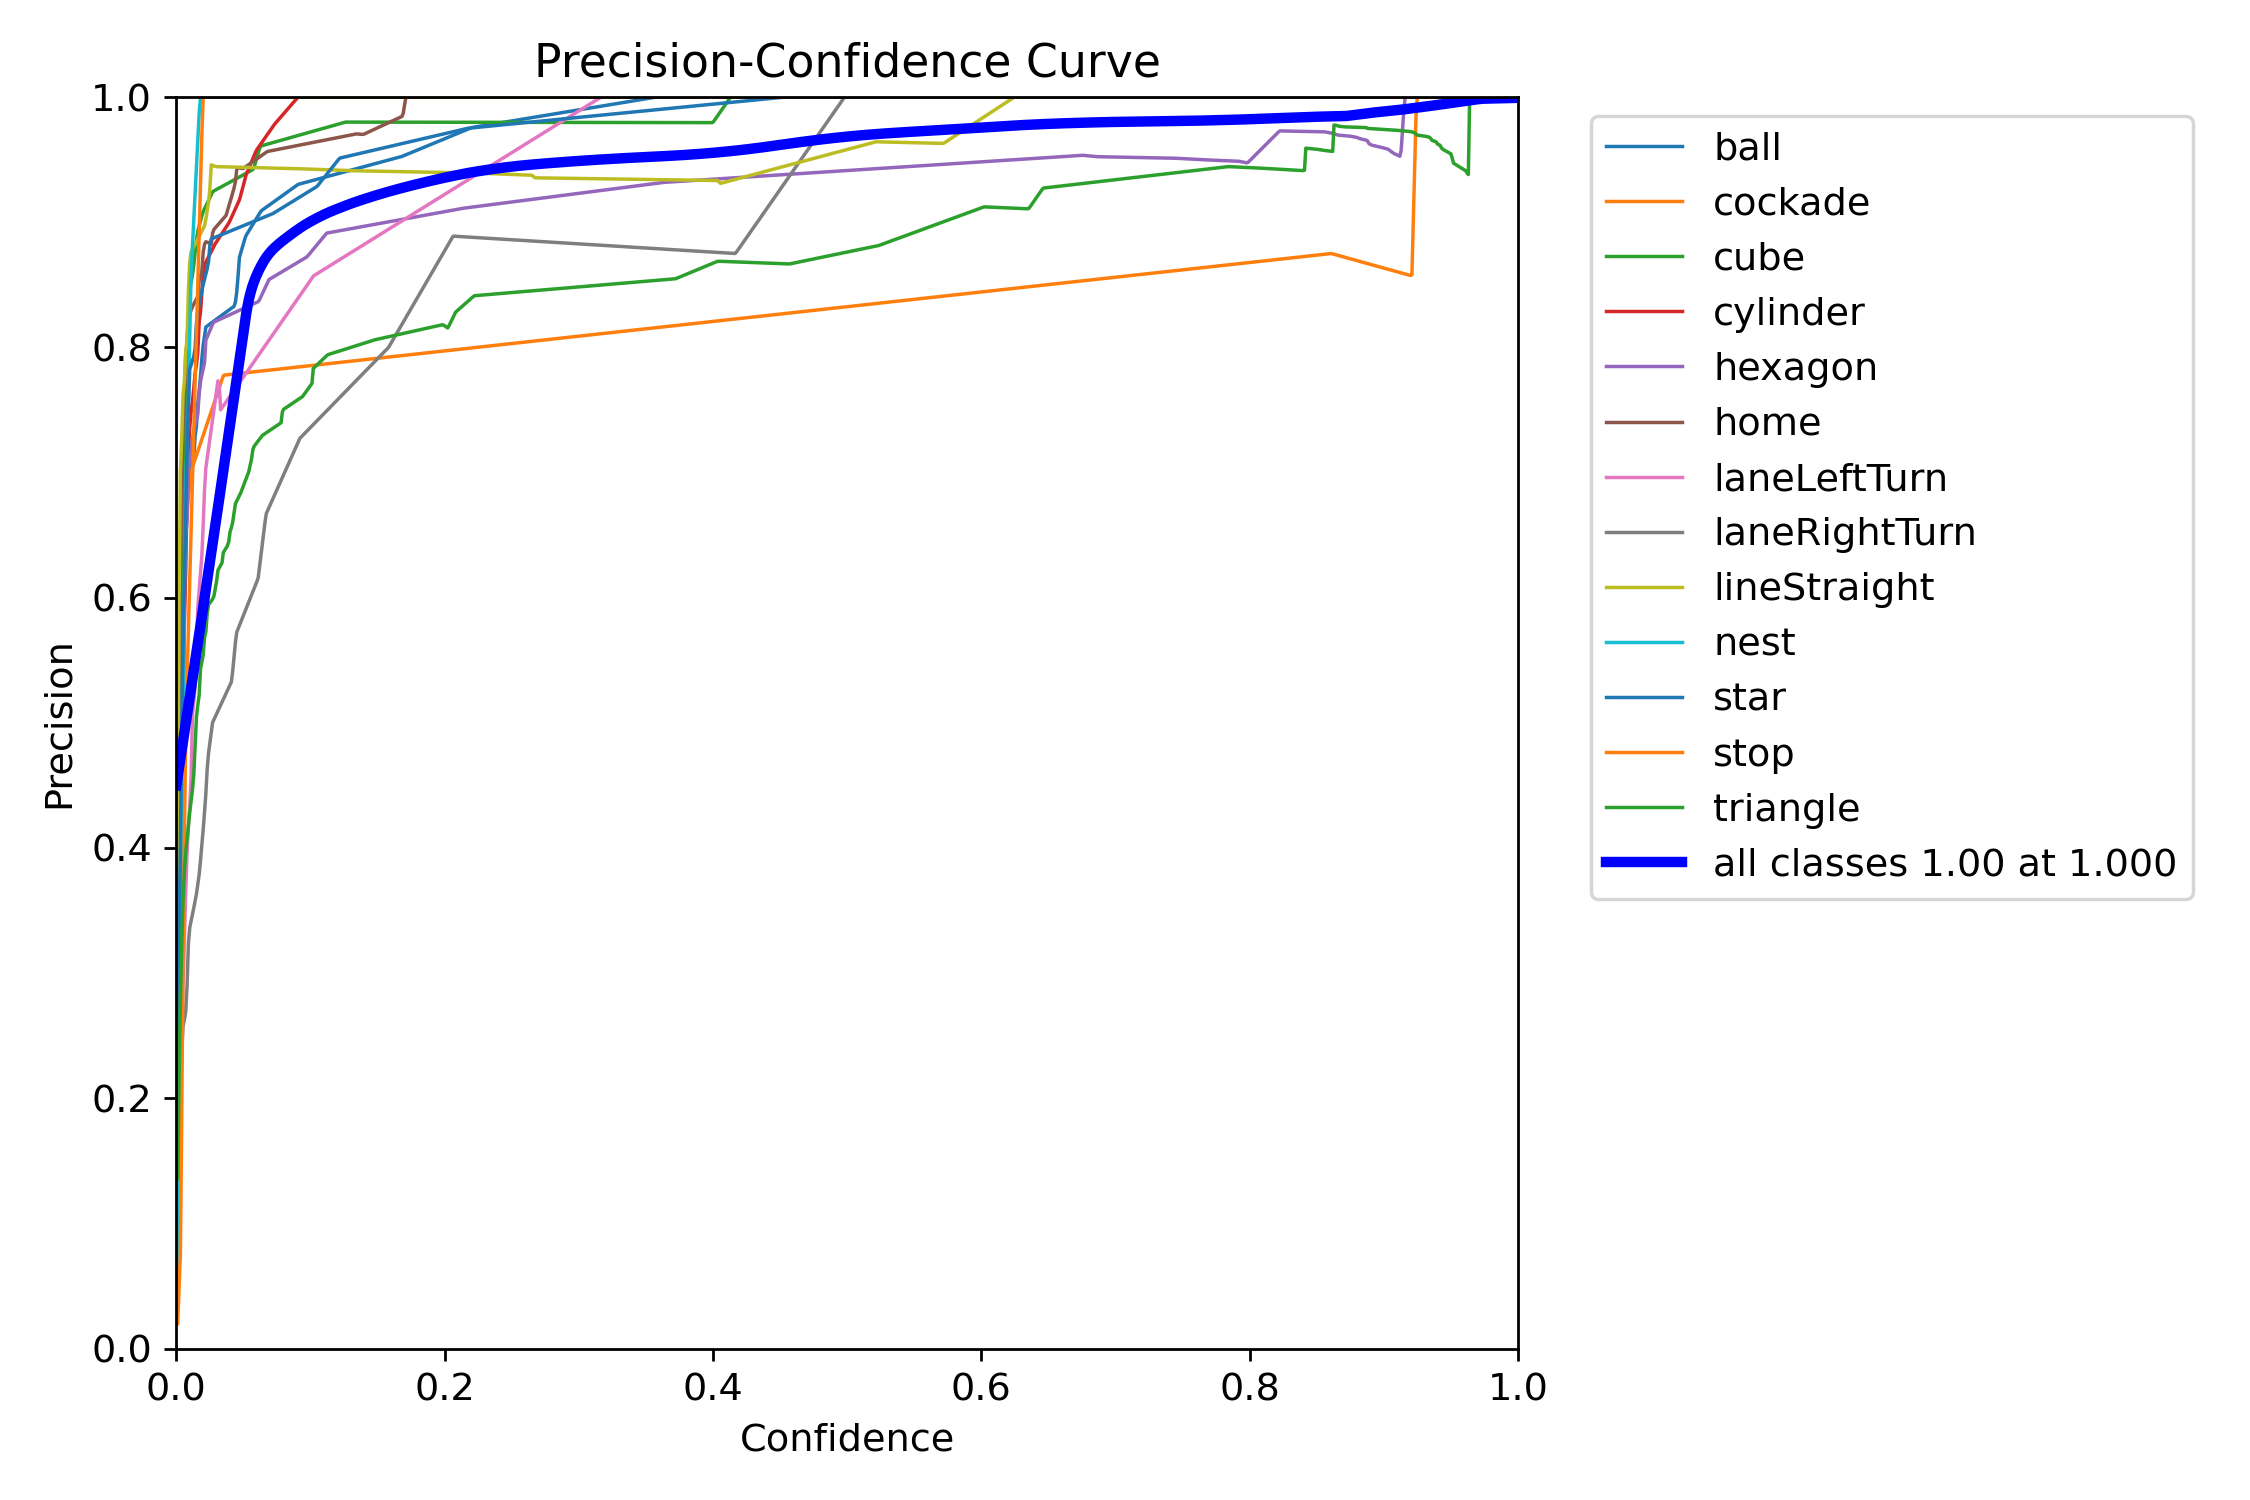 Precision-Confidence Curve
1.0
0.8
0.6
0.4
0.2
0.0
Precision
0.0 0.2 0.4 0.6 0.8 1.0
Confidence
ball
cockade
cube
cylinder
hexagon
home
laneLeftTurn
laneRightTurn
lineStraight
nest
star
stop
triangle
all classes 1.00 at 1.000